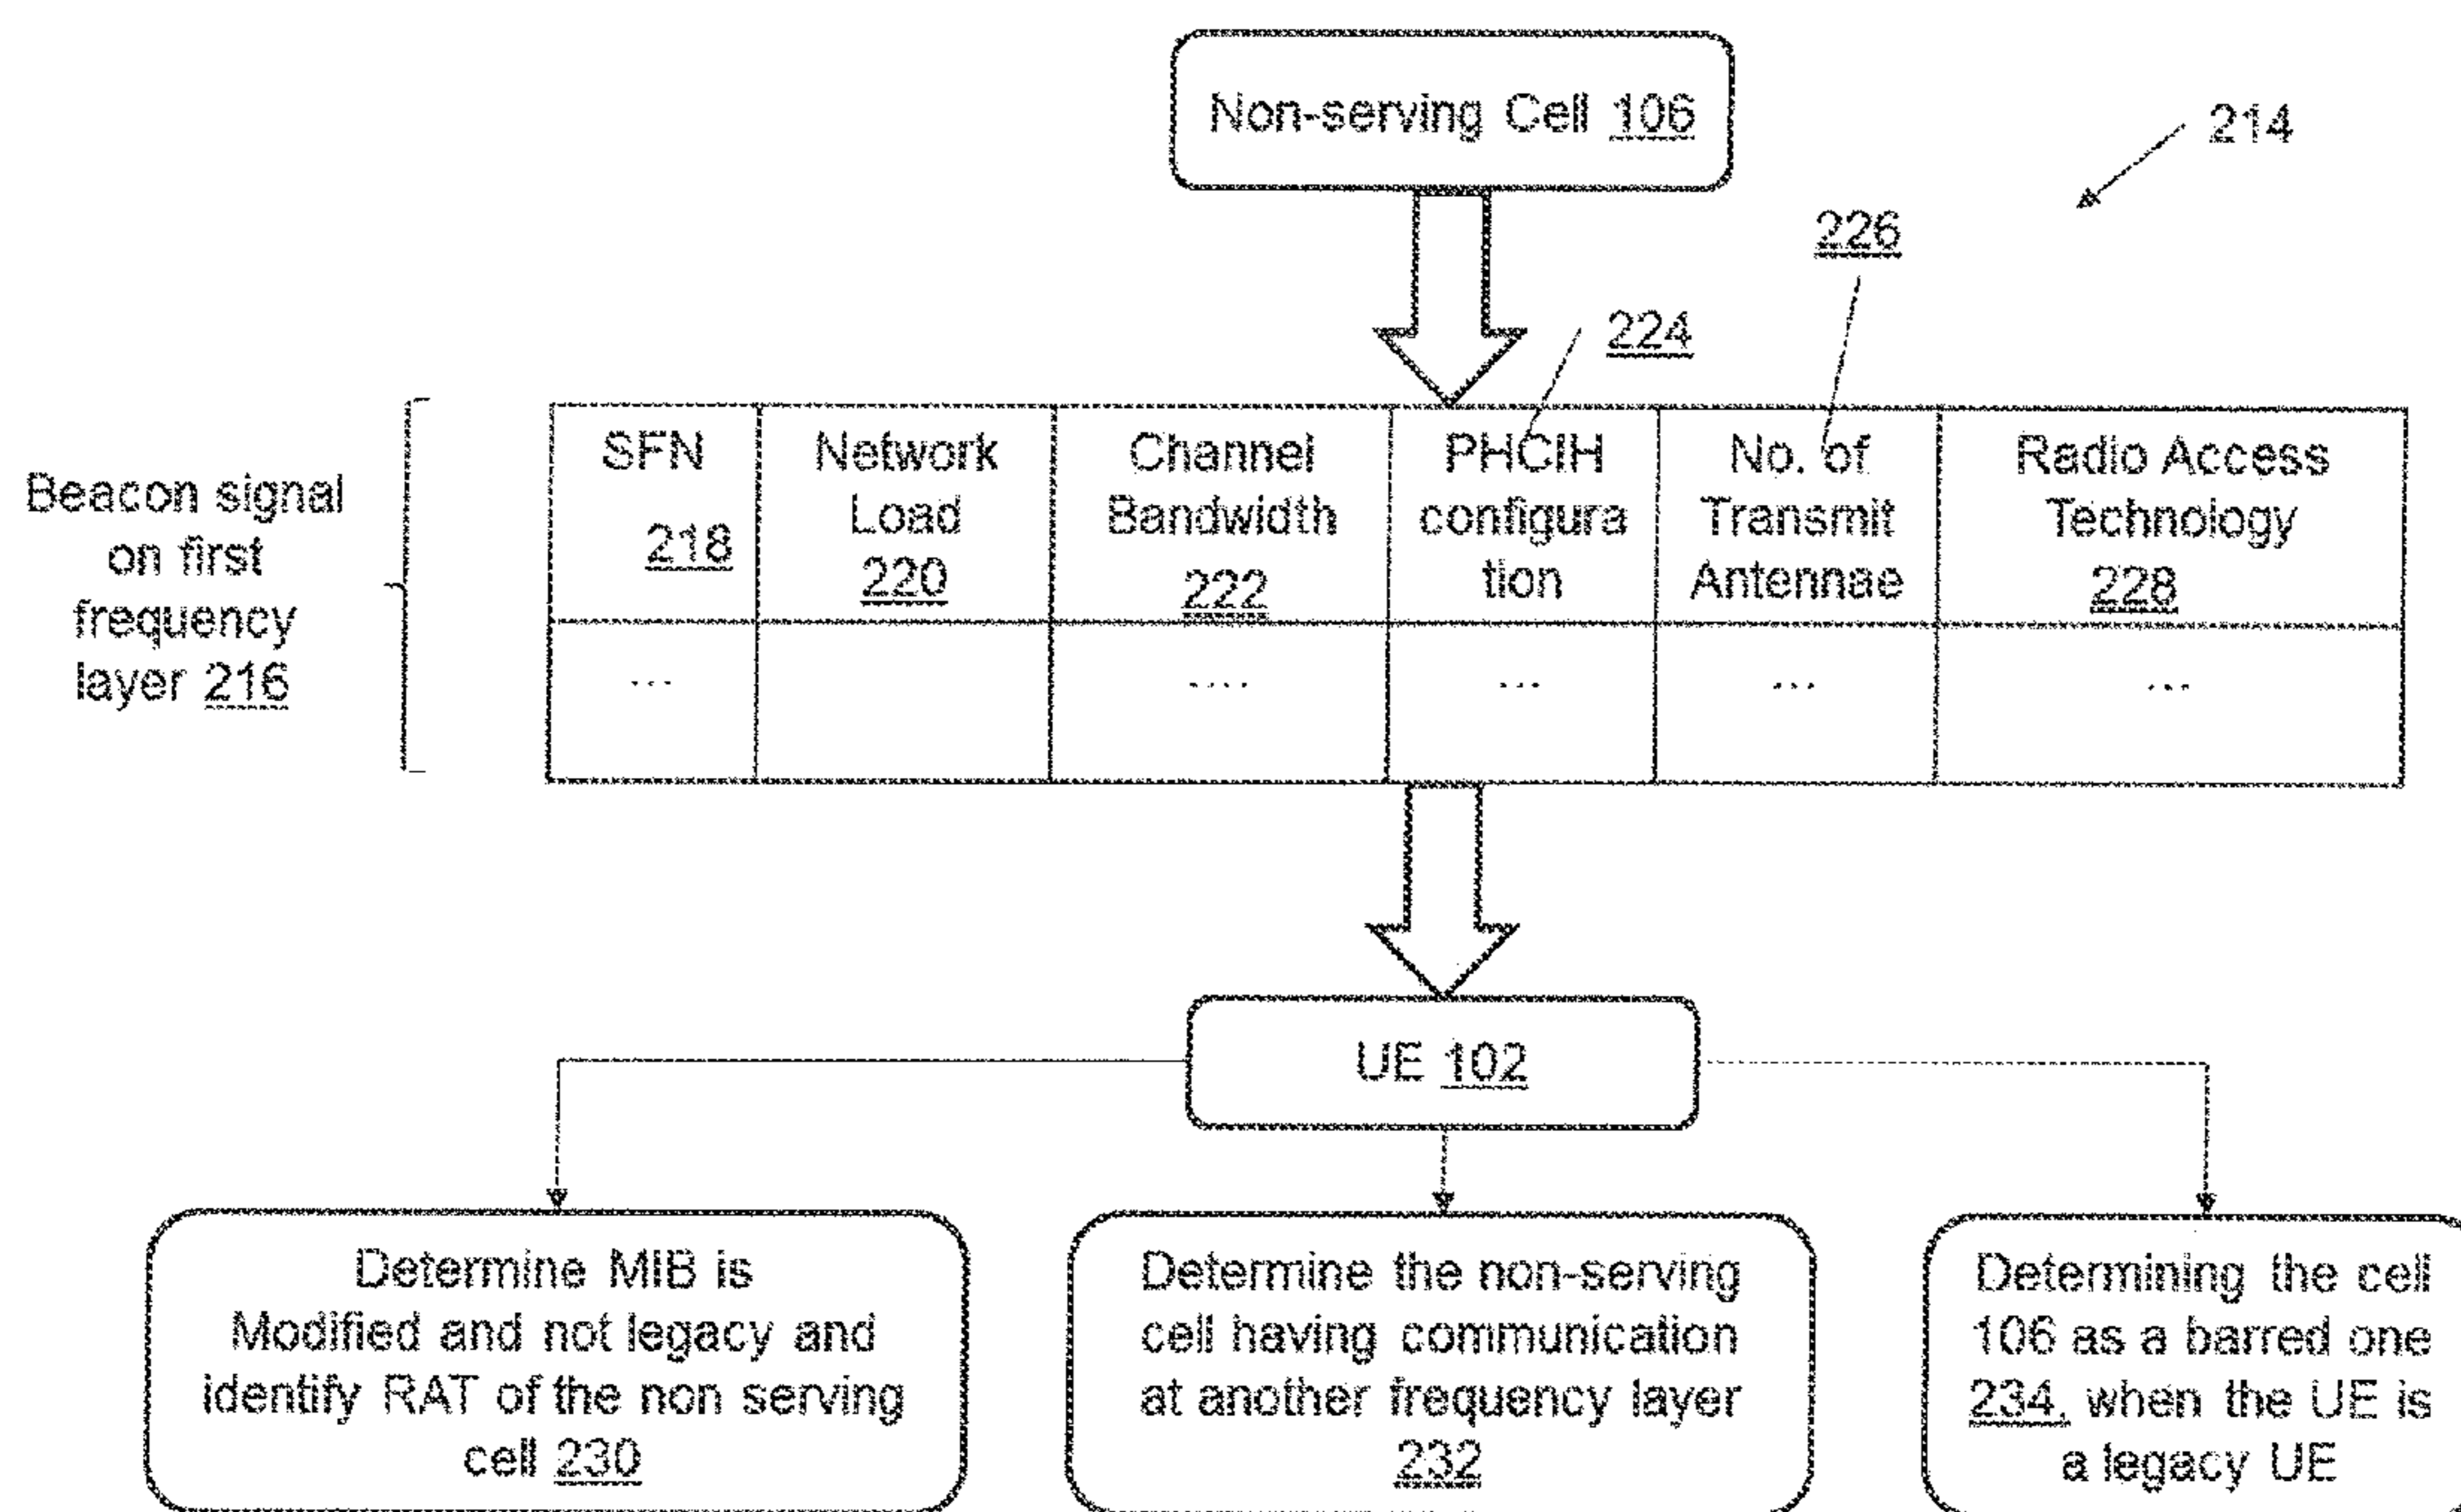 Non-serving Cell 106
214
226
224
Beacon signal
on first
frequency
layer 216
SFN
218
Network
Load
220
Channel
Bandwidth
222
PHCIH
configura
tion
No. of
Transmit
Antennae
Radio Access
Technology
228
...
....
...
...
...
UE 102
Determine MIB is
Modified and not legacy and
identify RAT of the non serving
cell 230
Determine the non-serving
cell having communication
at another frequency layer
232
Determining the cell
106 as a barred one
234, when the UE is
a legacy UE